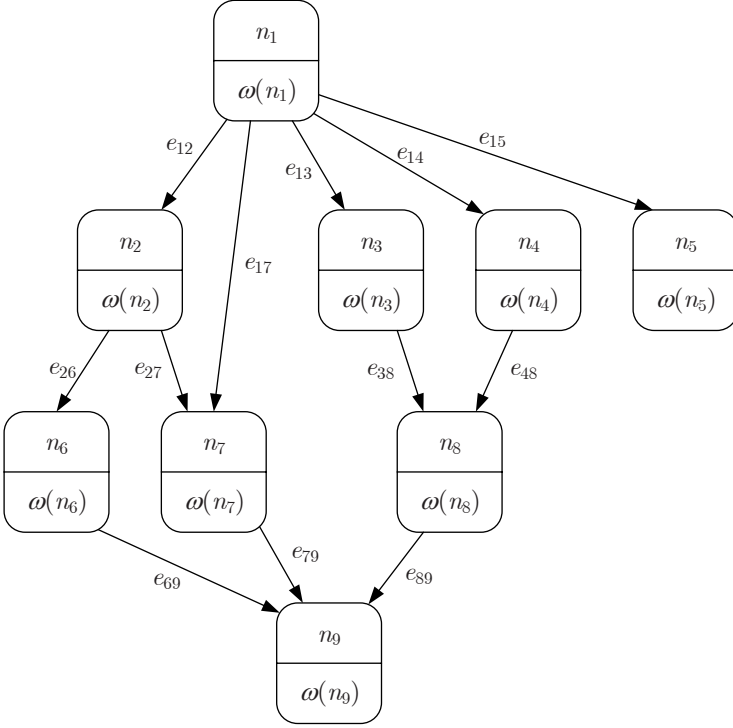 n₁
ω(n₁)
e₁₂
e₁₃
e₁₄
e₁₅
e₁₇
n₂
ω(n₂)
n₃
ω(n₃)
n₄
ω(n₄)
n₅
ω(n₅)
e₂₆
e₂₇
e₃₈
e₄₈
n₆
ω(n₆)
n₇
ω(n₇)
n₈
ω(n₈)
e₆₉
e₇₉
e₈₉
n₉
ω(n₉)